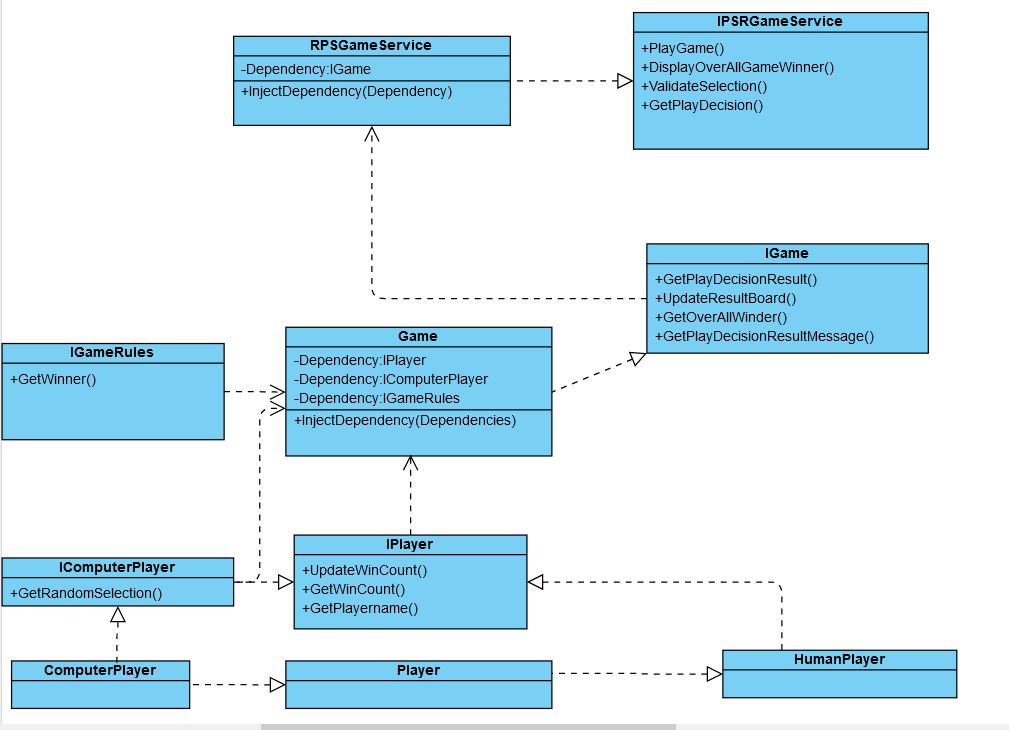 IPSRGameService
+PlayGame()
+DisplayOverAllGameWinner()
+ValidateSelection()
+GetPlayDecision()
RPSGameService
-Dependency:IGame
+InjectDependency(Dependency)
IGame
+GetPlayDecisionResult()
+UpdateResultBoard()
+GetOverAllWinder()
+GetPlayDecisionResultMessage()
Game
-Dependency:IPlayer
-Dependency:IComputerPlayer
-Dependency:IGameRules
+InjectDependency(Dependencies)
IGameRules
+GetWinner()
IPlayer
+UpdateWinCount()
+GetWinCount()
+GetPlayername()
IComputerPlayer
+GetRandomSelection()
ComputerPlayer
Player
HumanPlayer